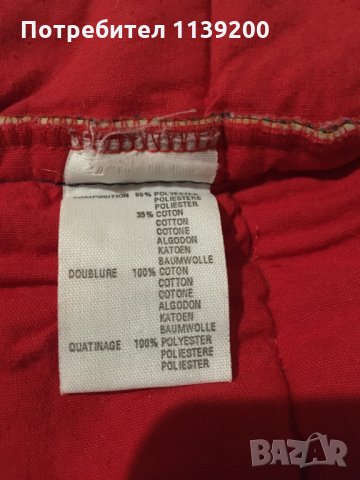 Потребител 1139200
COMPOSITION 65% POLYESTER
POLIESTERE
POLIESTER
35% COTON
COTTON
COTONE
ALGODON
KATOEN
BAUMWOLLE
DOUBLURE 100% COTON
COTTON
COTONE
ALGODON
KATOEN
BAUMWOLLE
QUATINAGE 100% POLYESTER
POLIESTERE
POLIESTER
BAZAR